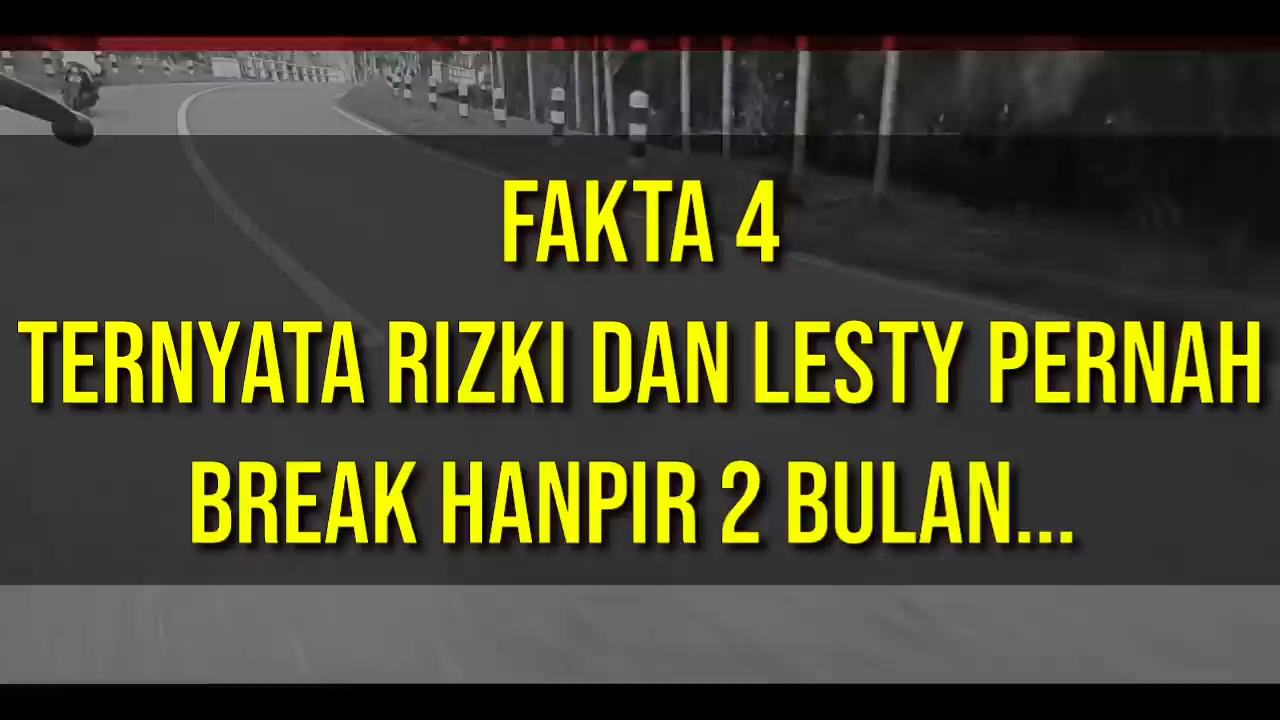 FAKTA 4
TERNYATA RIZKI DAN LESTY PERNAH
BREAK HANPIR 2 BULAN...